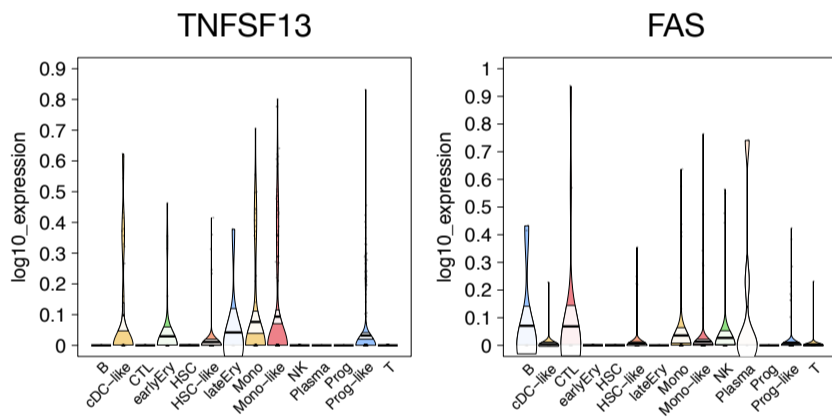 TNFSF13
log10_expression
0.9
0.8
0.7
0.6
0.5
0.4
0.3
0.2
0.1
0
B
cDC-like
CTL
earlyEry
HSC
HSC-like
lateEry
Mono
Mono-like
NK
Plasma
Prog
Prog-like
T
FAS
log10_expression
1
0.9
0.8
0.7
0.6
0.5
0.4
0.3
0.2
0.1
0
B
cDC-like
CTL
earlyEry
HSC
HSC-like
lateEry
Mono
Mono-like
NK
Plasma
Prog
Prog-like
T